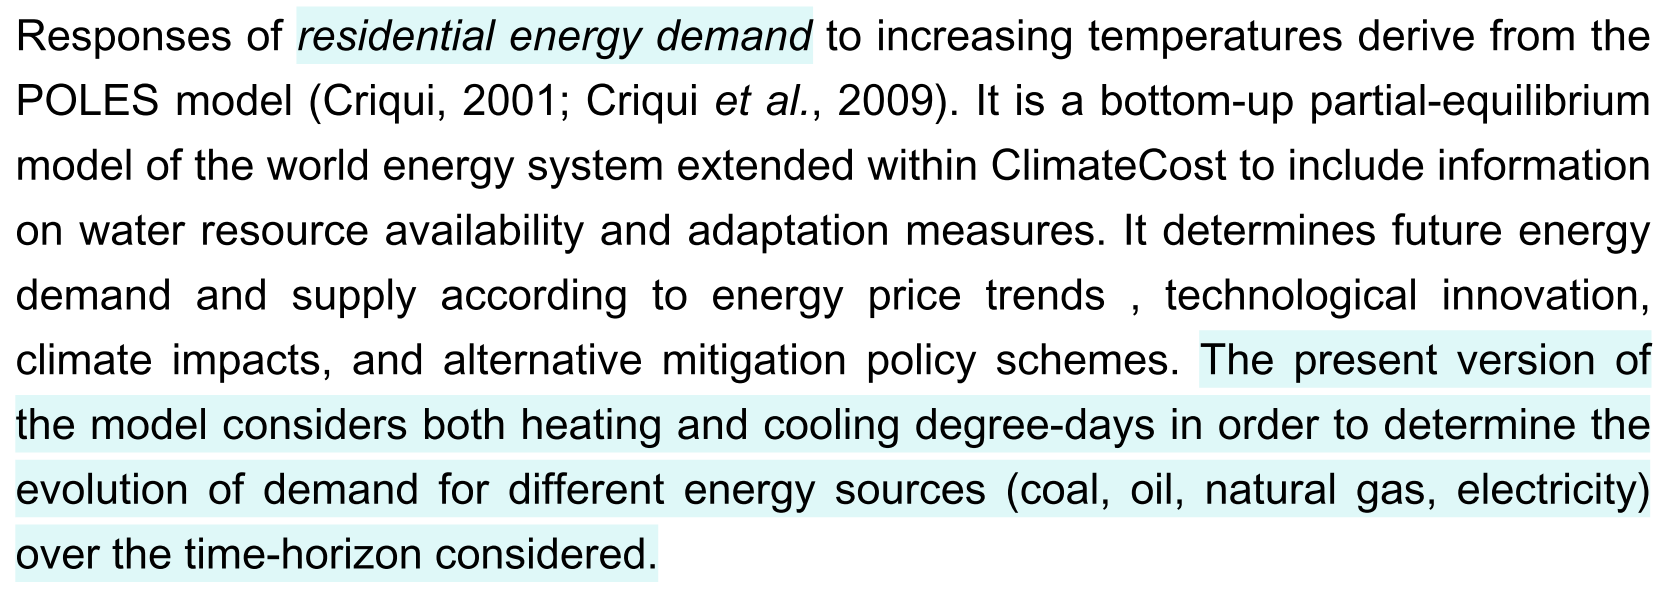 Responses of residential energy demand to increasing temperatures derive from the
POLES model (Criqui, 2001; Criqui et al., 2009). It is a bottom-up partial-equilibrium
model of the world energy system extended within ClimateCost to include information
on water resource availability and adaptation measures. It determines future energy
demand and supply according to energy price trends , technological innovation,
climate impacts, and alternative mitigation policy schemes. The present version of
the model considers both heating and cooling degree-days in order to determine the
evolution of demand for different energy sources (coal, oil, natural gas, electricity)
over the time-horizon considered.